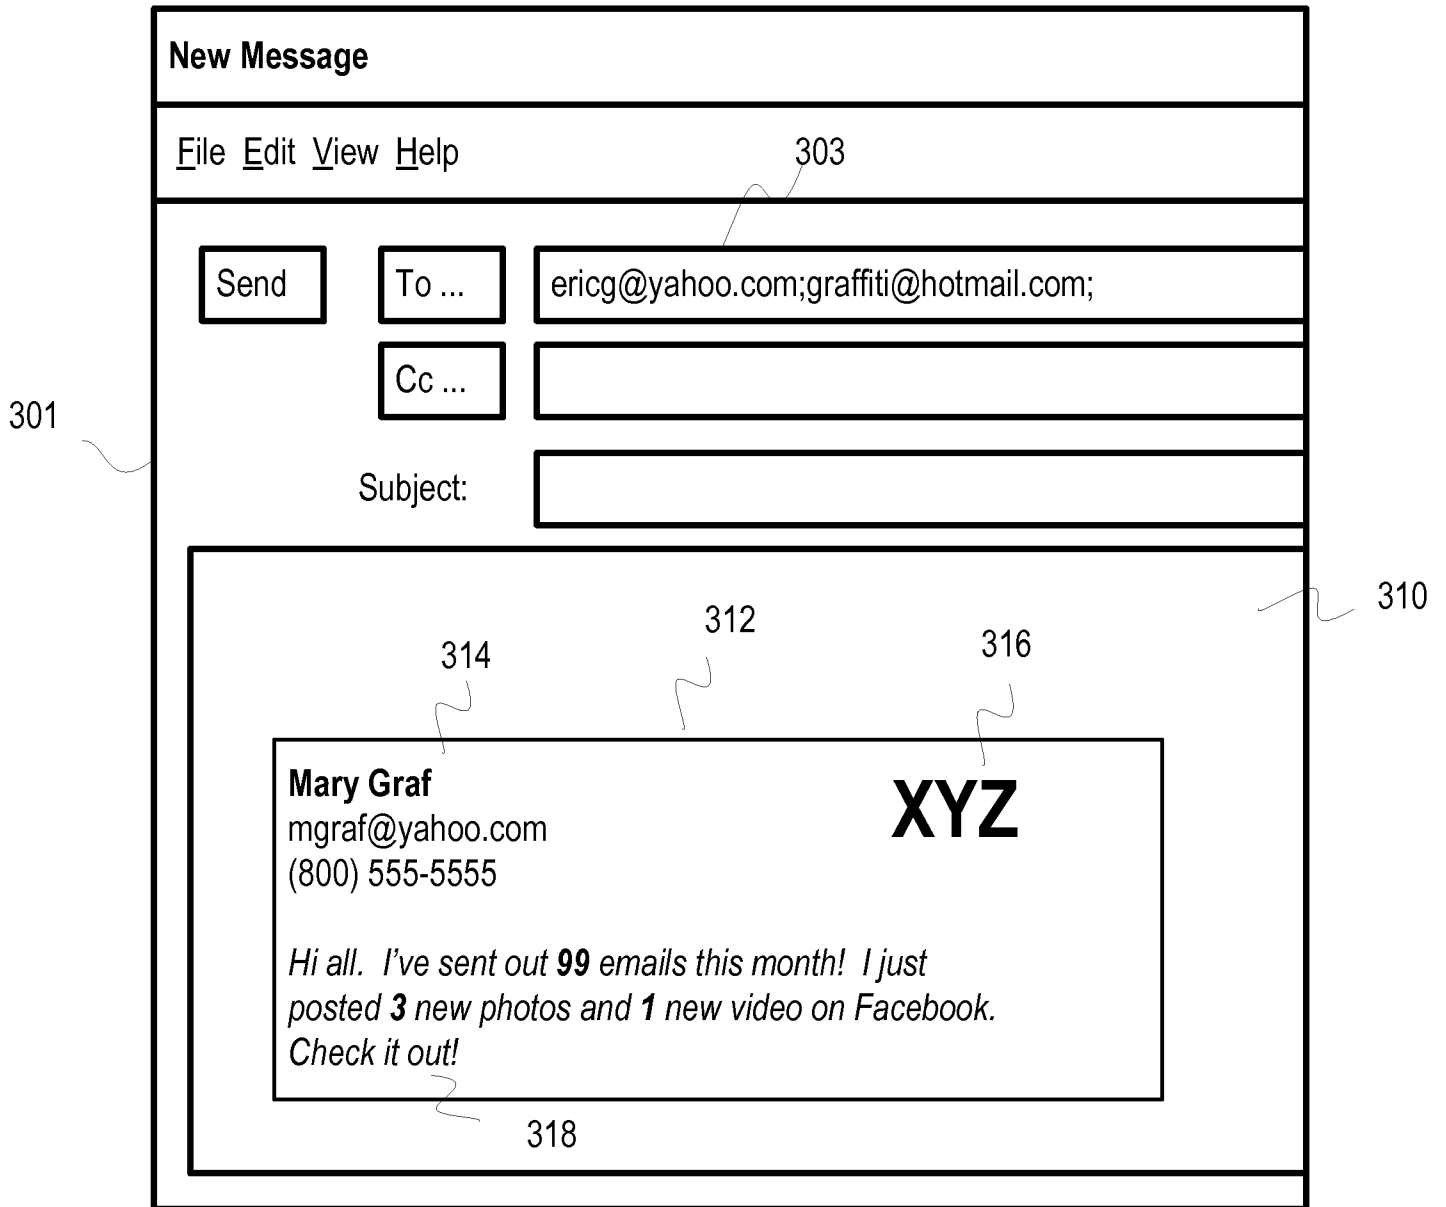 New Message
File Edit View Help
303
Send To ... ericg@yahoo.com;graffiti@hotmail.com;
Cc ...
301
Subject:
310
312
314
316
Mary Graf
XYZ
mgraf@yahoo.com
(800) 555-5555
Hi all.  I've sent out 99 emails this month!  I just
posted 3 new photos and 1 new video on Facebook.
Check it out!
318